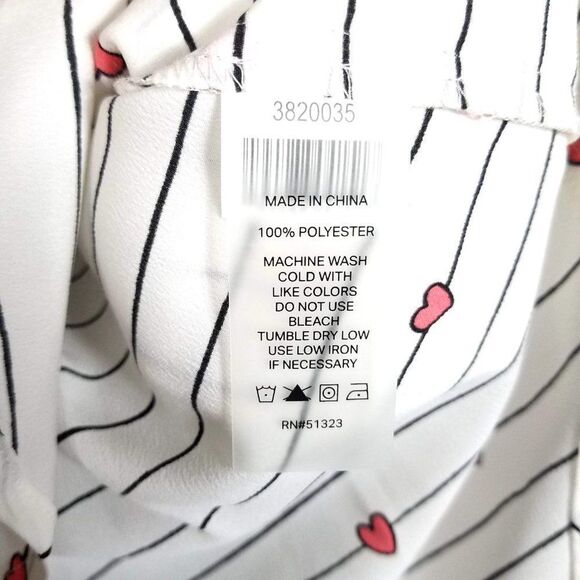 3820035
MADE IN CHINA
100% POLYESTER
MACHINE WASH
COLD WITH
LIKE COLORS
DO NOT USE
BLEACH
TUMBLE DRY LOW
USE LOW IRON
IF NECESSARY
RN#51323